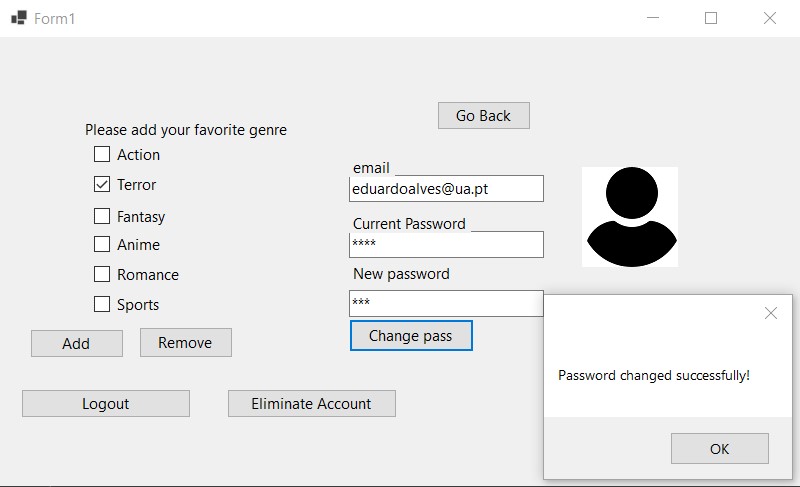 Form1
Go Back
Please add your favorite genre
Action
Terror
Fantasy
Anime
Romance
Sports
Add
Remove
Logout
Eliminate Account
email
eduardoalves@ua.pt
Current Password
****
New password
***
Change pass
Password changed successfully!
OK